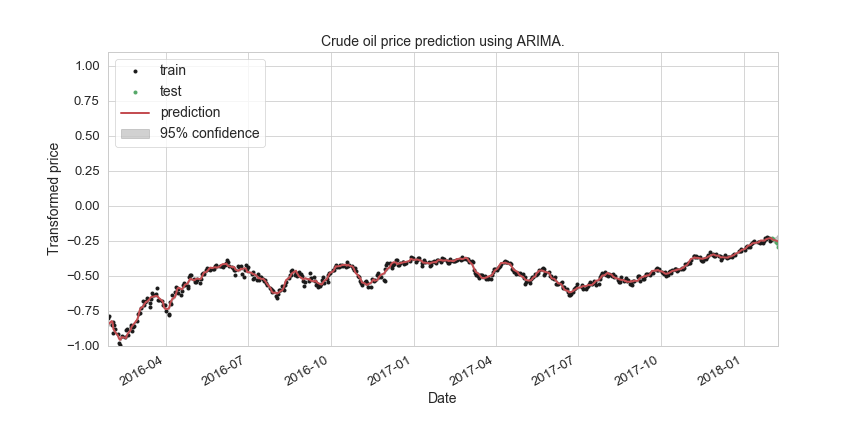 Crude oil price prediction using ARIMA.
1.00
0.75
0.50
0.25
0.00
−0.25
−0.50
−0.75
−1.00
Transformed price
train
test
prediction
95% confidence
2016-04
2016-07
2016-10
2017-01
2017-04
2017-07
2017-10
2018-01
Date